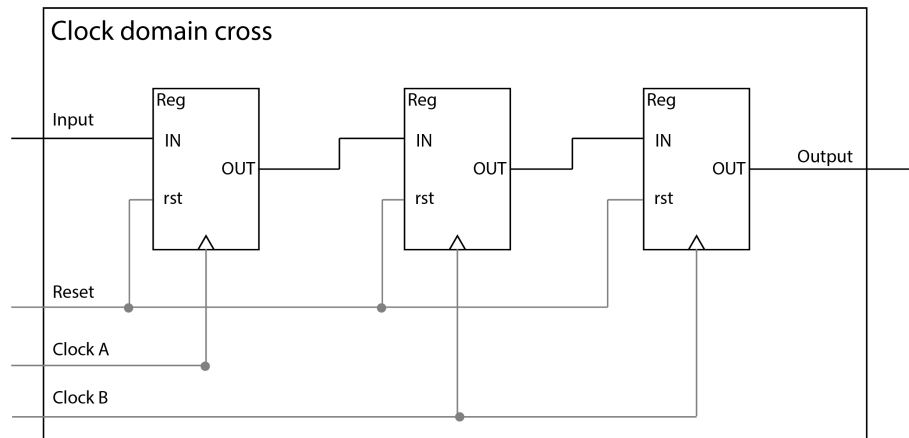 Clock domain cross
Reg
Reg
Reg
Input
IN
IN
IN
Output
OUT
OUT
OUT
rst
rst
rst
Reset
Clock A
Clock B